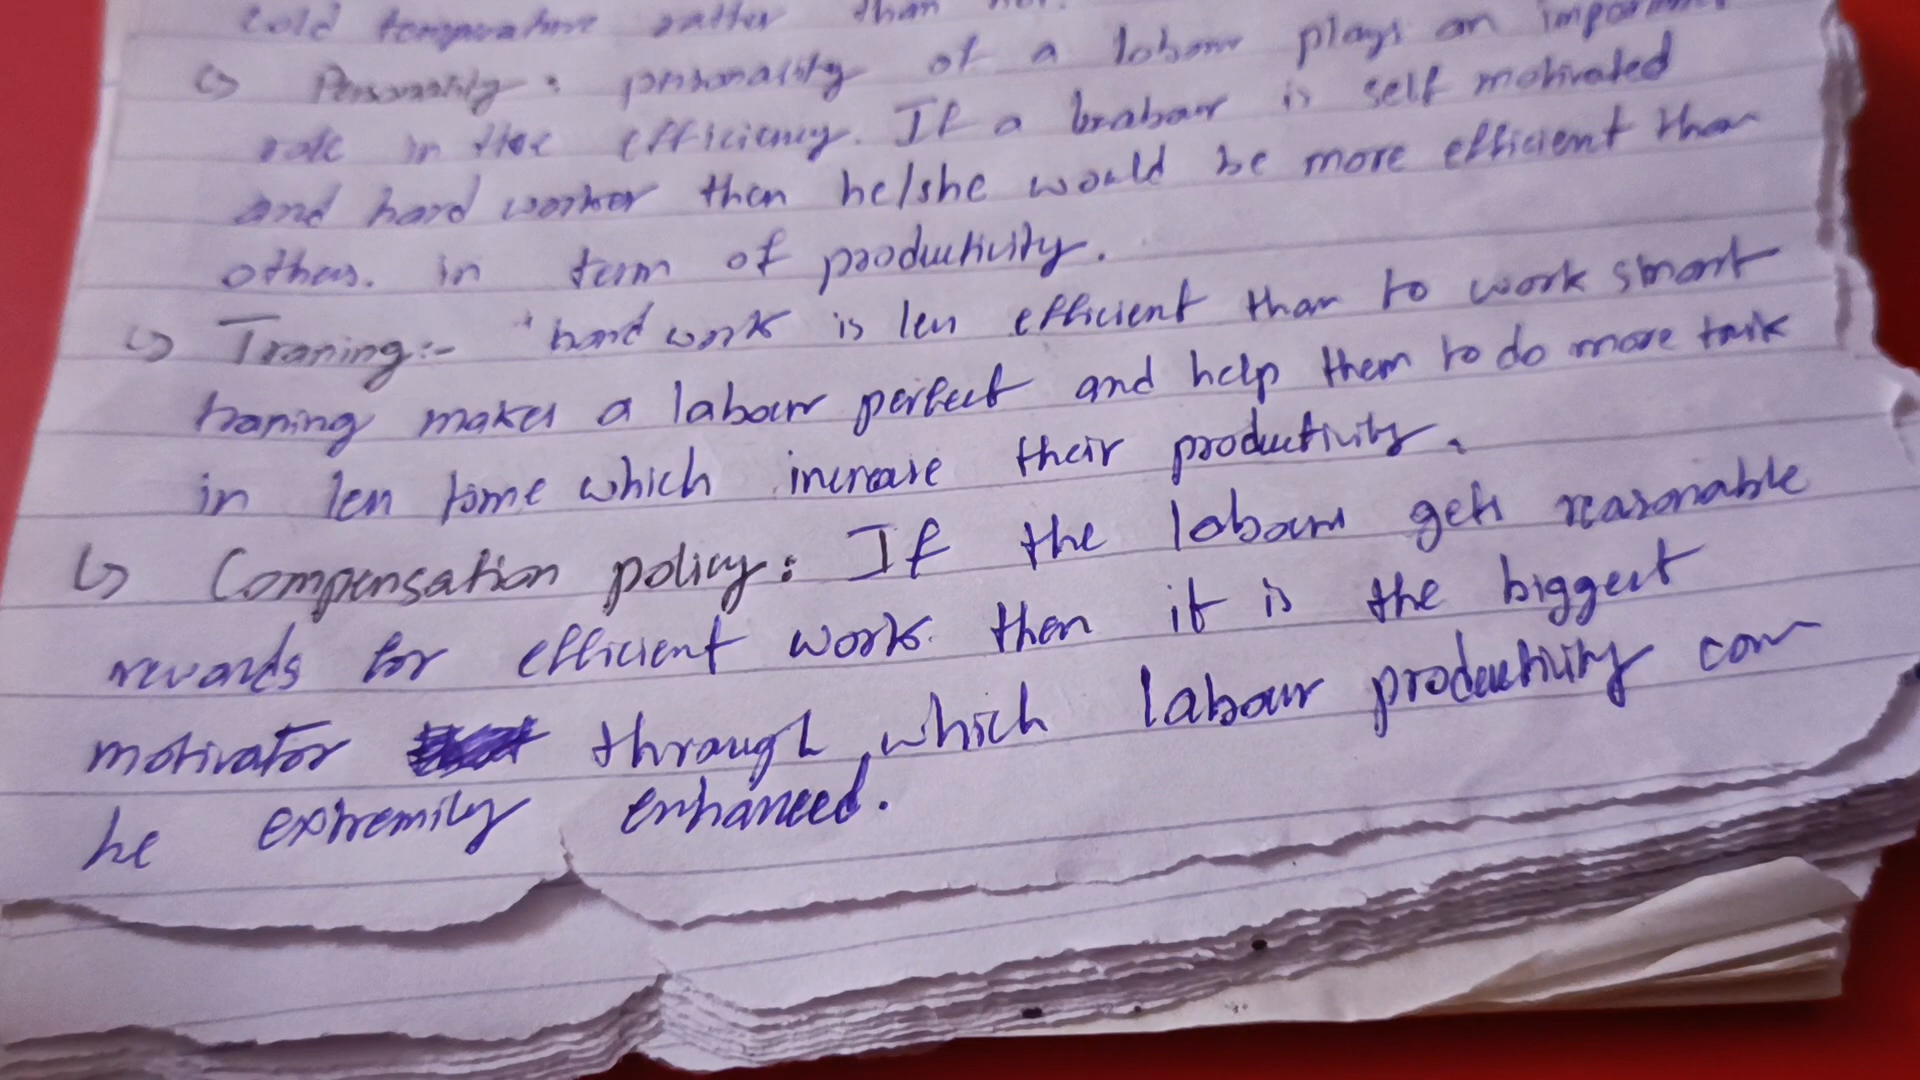 cold temperature rather than hot.
↳ Personality : personality of a labour plays an important
role in the efficiency. If a brabour is self motivated
and hard worker then he/she would be more efficient than
others. in term of productivity.
↳ Traning:- hard work is less efficient than to work smart
traning makes a labour perfect and help them to do more task
in less time which increase their productivity.
↳ Compensation policy: If the labours gets reasonable
rewards for efficient work. then it is the biggest
motivator through which labour productivity can
be extremily enhanced.